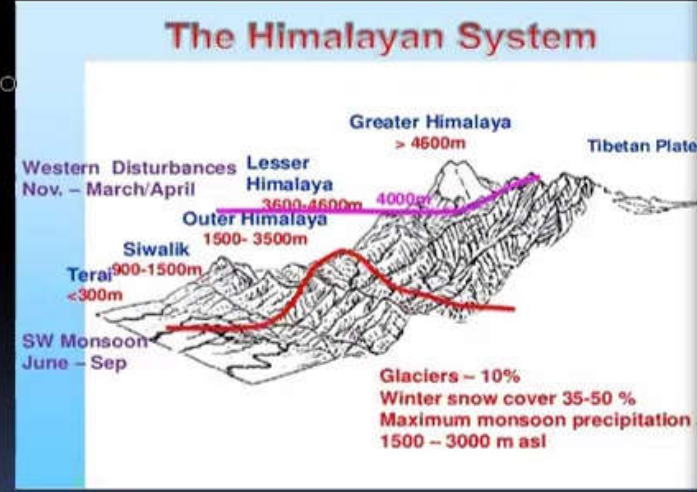 The Himalayan System
Greater Himalaya
> 4600m
Tibetan Plate
Western Disturbances
Nov. – March/April
Lesser
Himalaya
3600-4600m
4000m
Outer Himalaya
1500- 3500m
Siwalik
900-1500m
Terai
<300m
SW Monsoon
June – Sep
Glaciers – 10%
Winter snow cover 35-50 %
Maximum monsoon precipitation
1500 – 3000 m asl